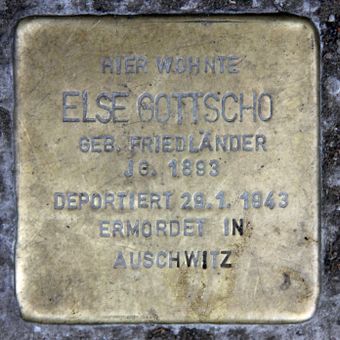 HIER WOHNTE
ELSE GOTTSCHO
GEB. FRIEDLÄNDER
JG. 1893
DEPORTIERT 29.1. 1943
ERMORDET IN
AUSCHWITZ